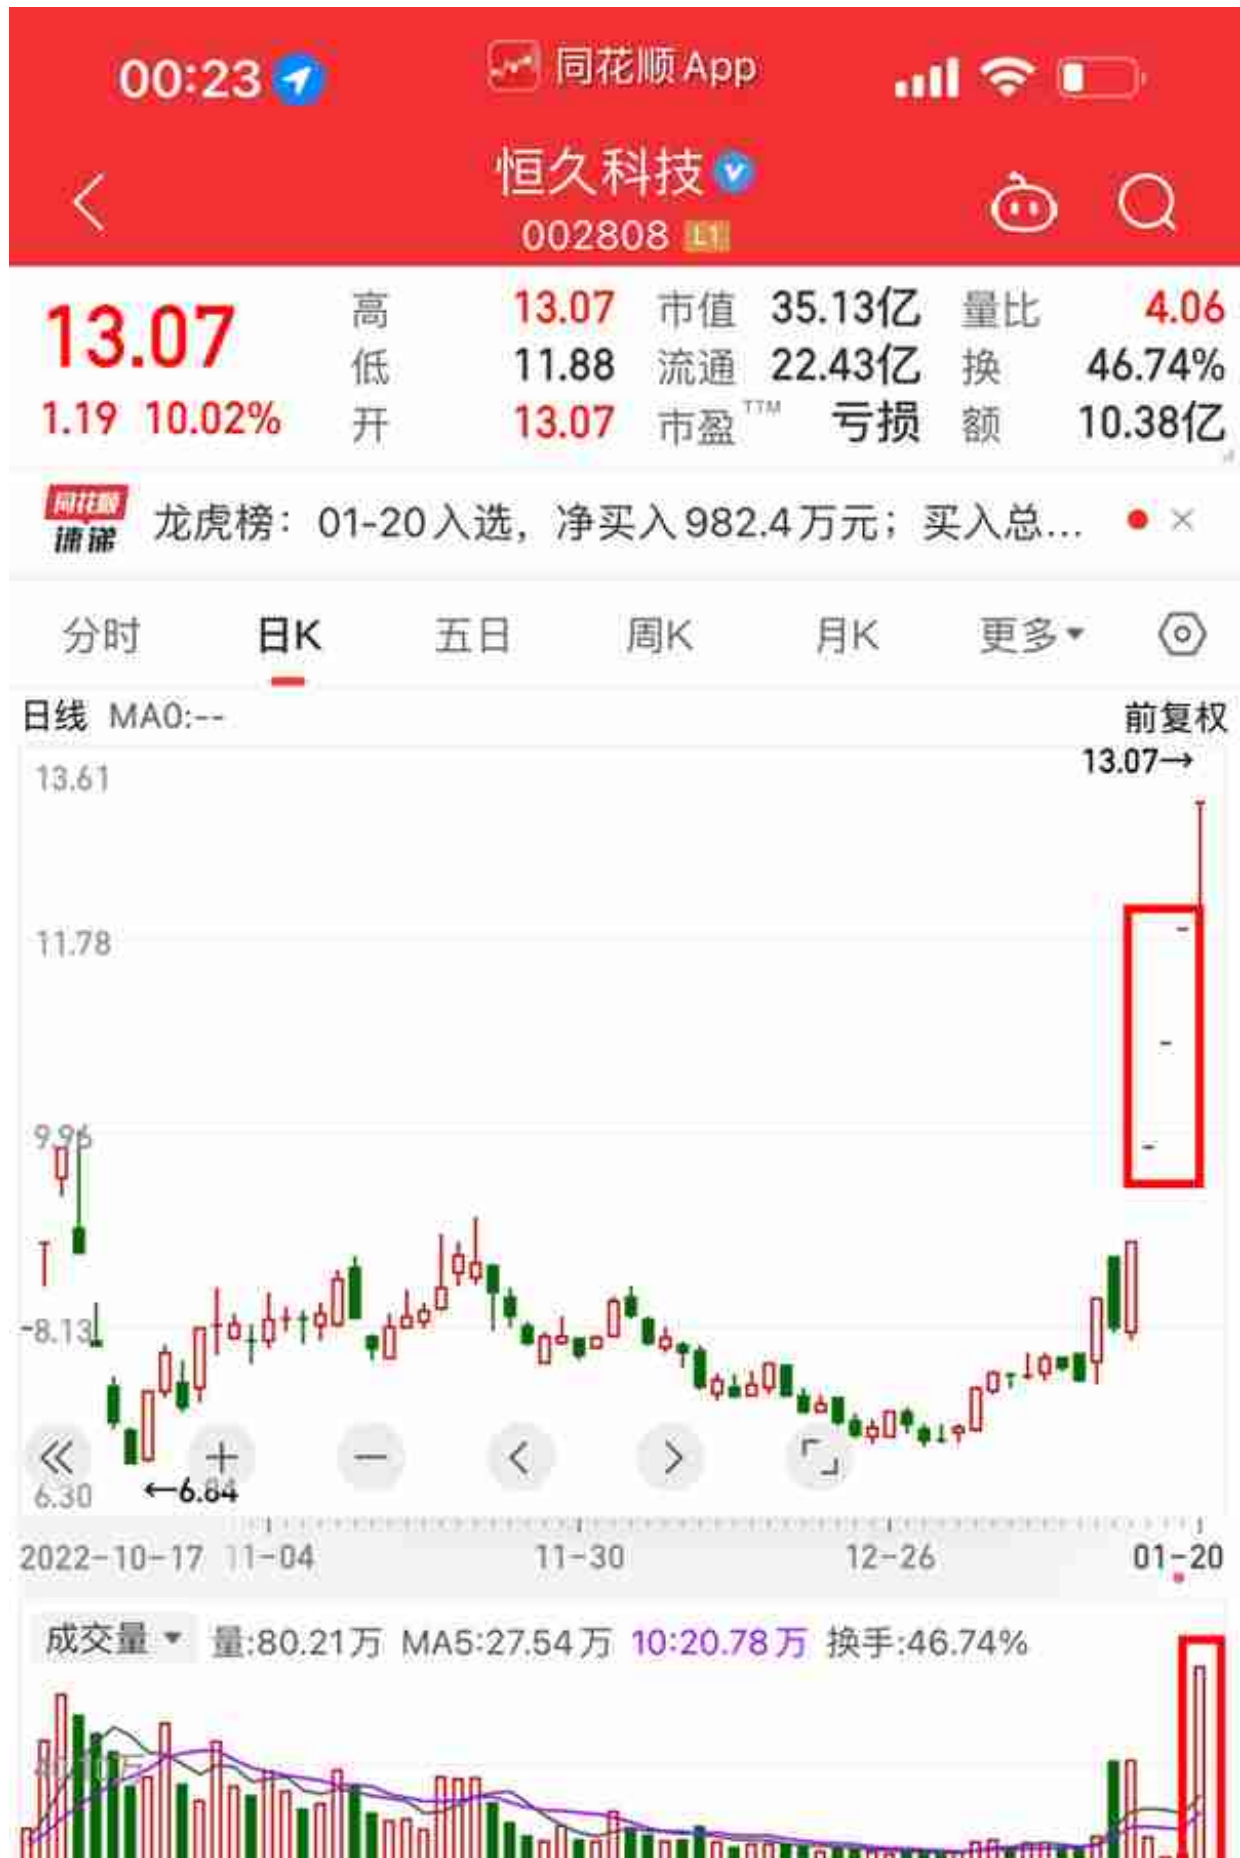 00:23 同花顺App
恒久科技
002808 L1
13.07 高 13.07 市值 35.13亿 量比 4.06
低 11.88 流通 22.43亿 换 46.74%
1.19 10.02% 开 13.07 市盈TTM 亏损 额 10.38亿
同花顺
速递 龙虎榜：01-20入选，净买入982.4万元；买入总...
分时 日K 五日 周K 月K 更多
日线 MA0:-- 前复权
13.07→
13.61
11.78
9.96
8.13
←6.84
6.30
2022-10-17 11-04 11-30 12-26 01-20
成交量 量:80.21万 MA5:27.54万 10:20.78万 换手:46.74%